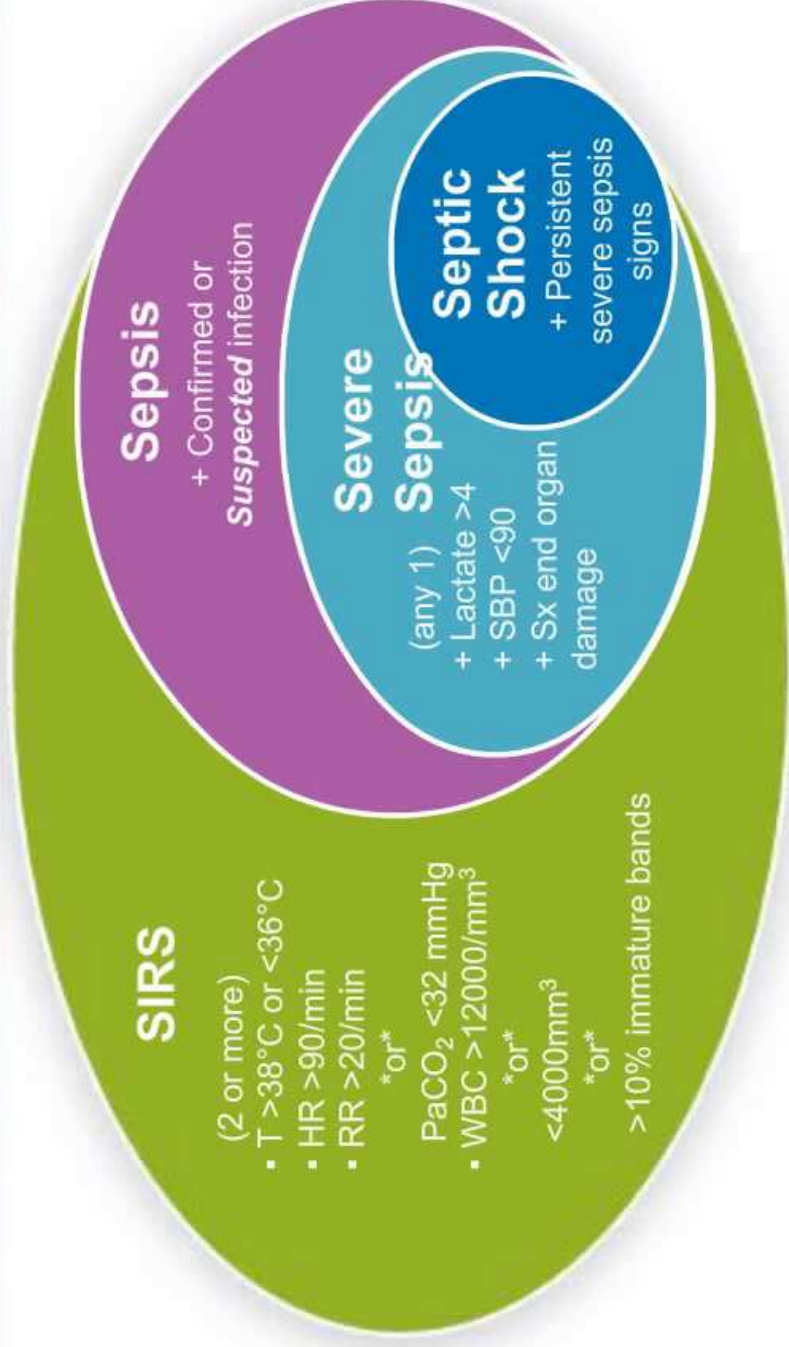 SIRS
(2 or more)
▪ T >38°C or <36°C
▪ HR >90/min
▪ RR >20/min
*or*
PaCO₂ <32 mmHg
▪ WBC >12000/mm³
*or*
<4000mm³
*or*
>10% immature bands
Sepsis
+ Confirmed or
Suspected infection
Severe
Sepsis
(any 1)
+ Lactate >4
+ SBP <90
+ Sx end organ
damage
Septic
Shock
+ Persistent
severe sepsis
signs